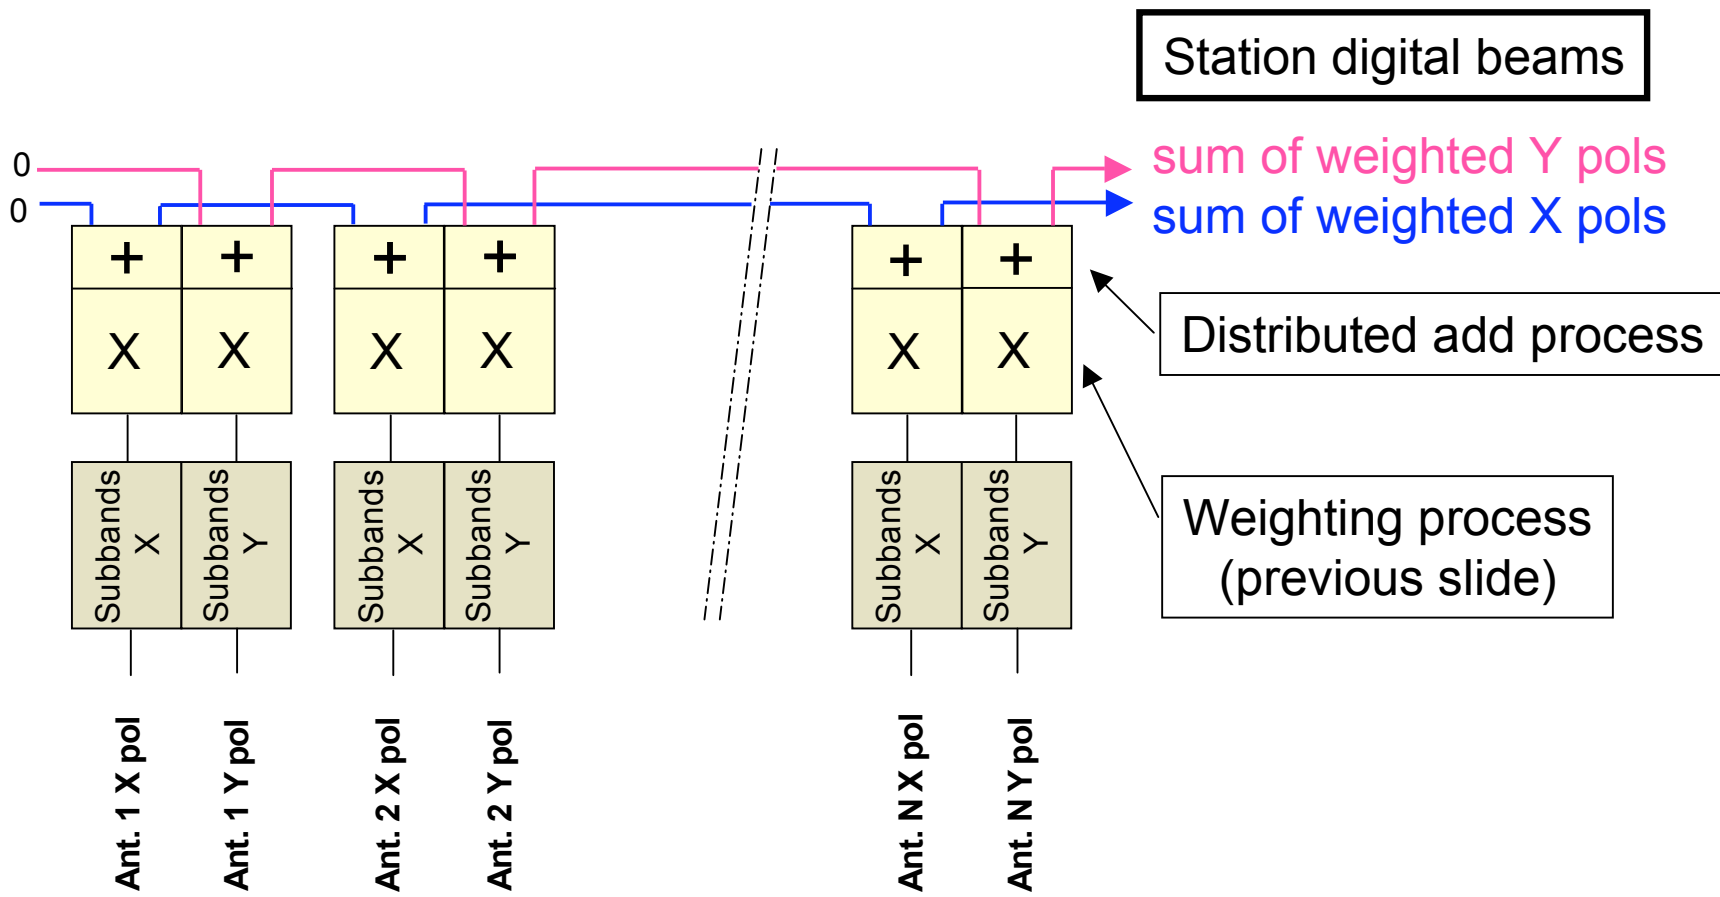 Station digital beams
0
sum of weighted Y pols
0
sum of weighted X pols
+ + + + + +
Distributed add process
X X X X X X
Weighting process
(previous slide)
Subbands
X
Subbands
Y
Subbands
X
Subbands
Y
Subbands
X
Subbands
Y
Ant. 1 X pol
Ant. 1 Y pol
Ant. 2 X pol
Ant. 2 Y pol
Ant. N X pol
Ant. N Y pol